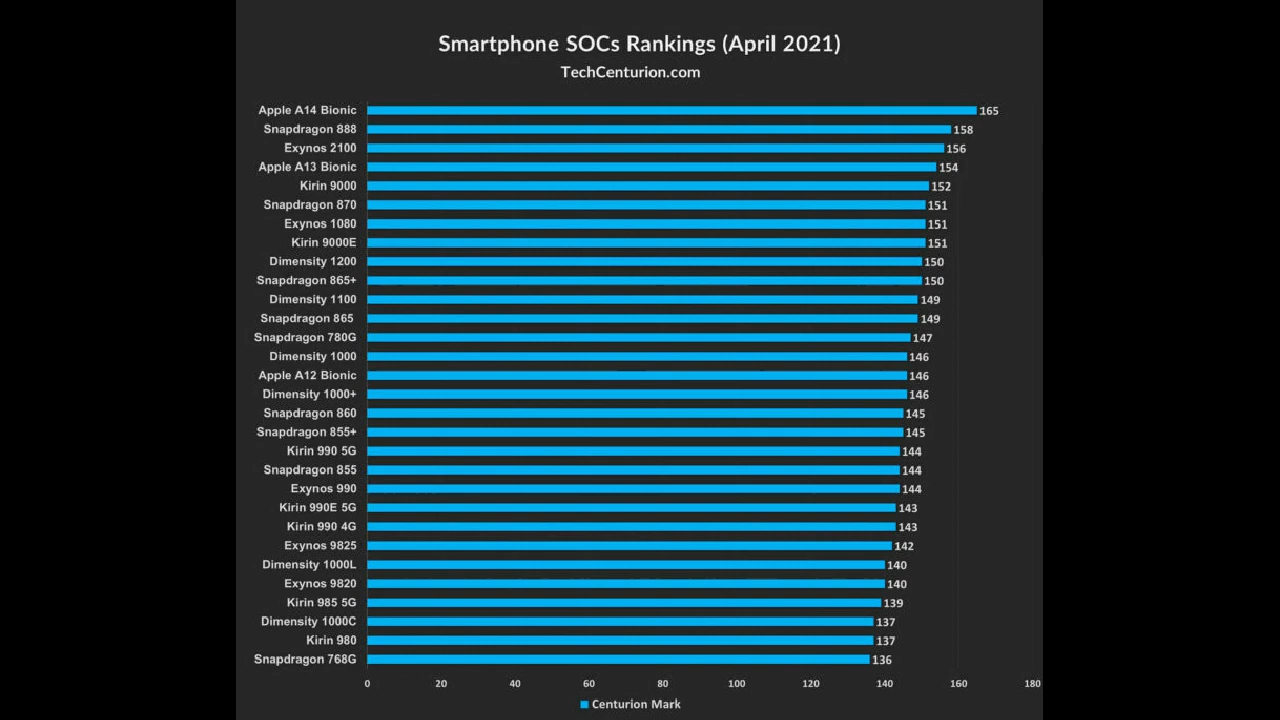 Smartphone SOCs Rankings (April 2021)
TechCenturion.com
Apple A14 Bionic 165
Snapdragon 888 158
Exynos 2100 156
Apple A13 Bionic 154
Kirin 9000 152
Snapdragon 870 151
Exynos 1080 151
Kirin 9000E 151
Dimensity 1200 150
Snapdragon 865+ 150
Dimensity 1100 149
Snapdragon 865 149
Snapdragon 780G 147
Dimensity 1000 146
Apple A12 Bionic 146
Dimensity 1000+ 146
Snapdragon 860 145
Snapdragon 855+ 145
Kirin 990 5G 144
Snapdragon 855 144
Exynos 990 144
Kirin 990E 5G 143
Kirin 990 4G 143
Exynos 9825 142
Dimensity 1000L 140
Exynos 9820 140
Kirin 985 5G 139
Dimensity 1000C 137
Kirin 980 137
Snapdragon 768G 136
0 20 40 60 80 100 120 140 160 180
Centurion Mark